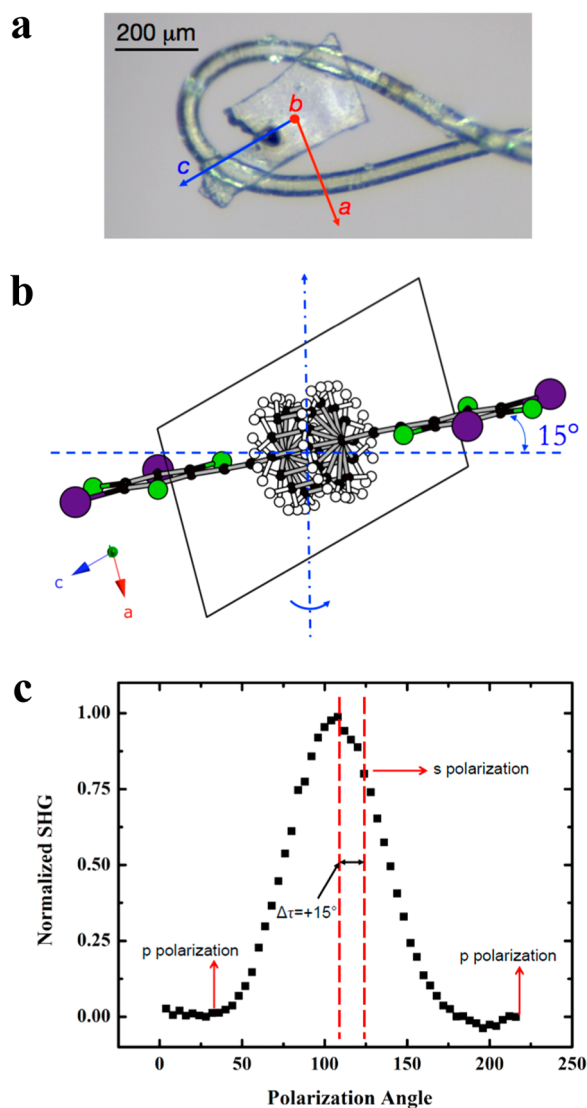 a
200 μm
b
c
a
b
15°
c
a
c
Normalized SHG
1.00
0.75
0.50
0.25
0.00
s polarization
Δτ=+15°
p polarization
p polarization
0
50
100
150
200
250
Polarization Angle